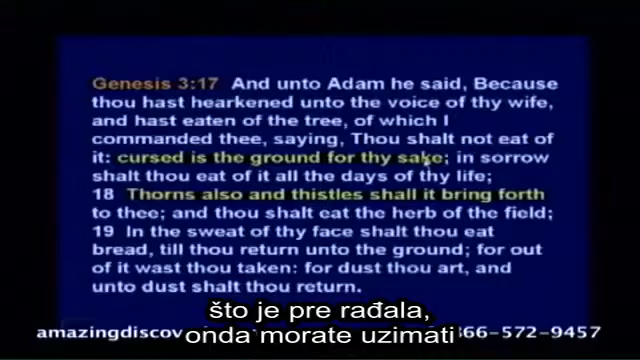 Genesis 3:17 And unto Adam he said, Because
thou hast hearkened unto the voice of thy wife,
and hast eaten of the tree, of which I
commanded thee, saying, Thou shalt not eat of
it: cursed is the ground for thy sake; in sorrow
shalt thou eat of it all the days of thy life;
18 Thorns also and thistles shall it bring forth
to thee; and thou shalt eat the herb of the field;
19 In the sweat of thy face shalt thou eat
bread, till thou return unto the ground; for out
of it wast thou taken: for dust thou art, and
unto dust shalt thou return.
što je pre rađala,
amazingdiscov 366-572-9457
onda morate uzimati